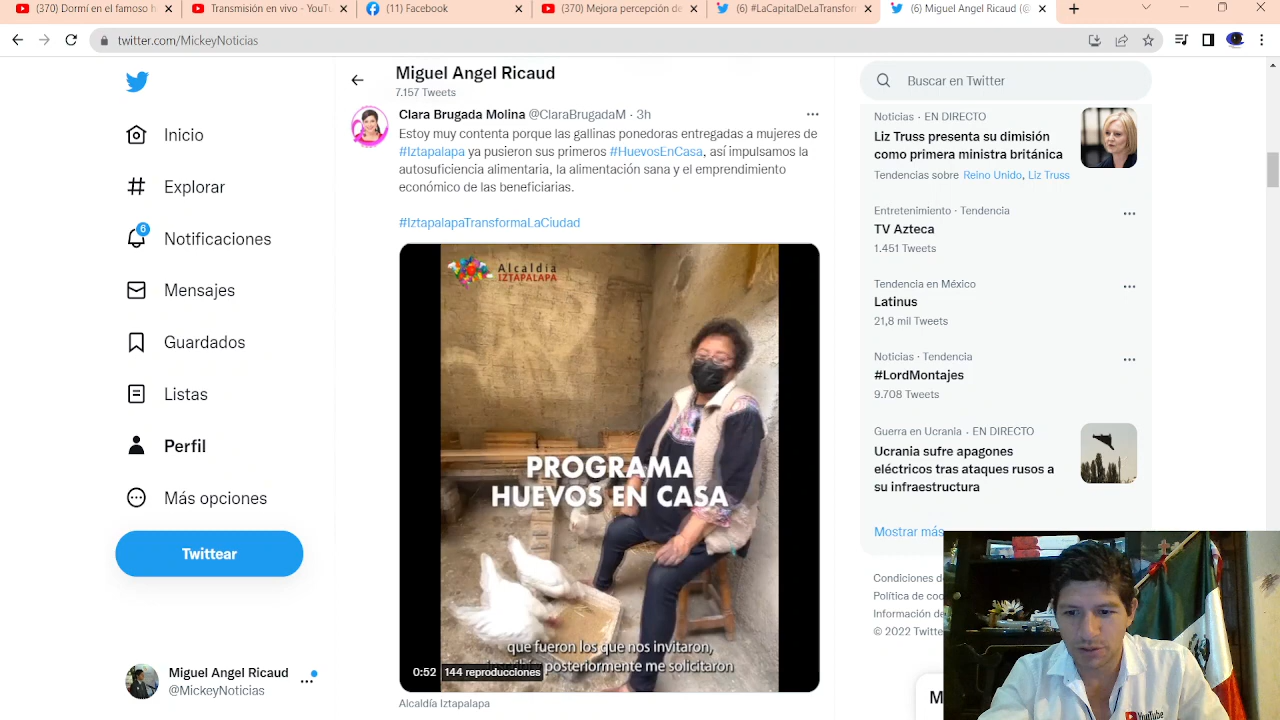 (370) Dormí en el famoso h
Transmisión en vivo - YouTu
(11) Facebook
(370) Mejora percepción de
(6) #LaCapitalDeLaTransfor
(6) Miguel Angel Ricaud (@
twitter.com/MickeyNoticias
Inicio
Explorar
6
Notificaciones
Mensajes
Guardados
Listas
Perfil
Más opciones
Twittear
Miguel Angel Ricaud
@MickeyNoticias
Miguel Angel Ricaud
7.157 Tweets
Clara Brugada Molina @ClaraBrugadaM · 3h
Estoy muy contenta porque las gallinas ponedoras entregadas a mujeres de
#Iztapalapa ya pusieron sus primeros #HuevosEnCasa, así impulsamos la
autosuficiencia alimentaria, la alimentación sana y el emprendimiento
económico de las beneficiarias.
#IztapalapaTransformaLaCiudad
Alcaldía
IZTAPALAPA
PROGRAMA
HUEVOS EN CASA
que fueron los que nos invitaron,
posteriormente me solicitaron
0:52 144 reproducciones
Alcaldía Iztapalapa
Buscar en Twitter
Noticias · EN DIRECTO
Liz Truss presenta su dimisión
como primera ministra británica
Tendencias sobre Reino Unido, Liz Truss
Entretenimiento · Tendencia
TV Azteca
1.451 Tweets
Tendencia en México
Latinus
21,8 mil Tweets
Noticias · Tendencia
#LordMontajes
9.708 Tweets
Guerra en Ucrania · EN DIRECTO
Ucrania sufre apagones
eléctricos tras ataques rusos a
su infraestructura
Mostrar más
Condiciones d
Política de coo
Información de
© 2022 Twitte
M
YouTube